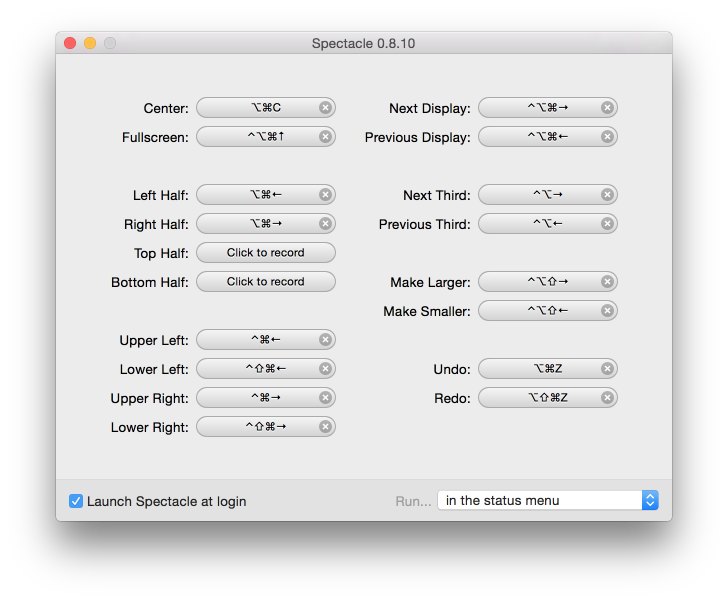 Spectacle 0.8.10
Center: ⌥⌘C
Fullscreen: ^⌥⌘↑
Left Half: ⌥⌘←
Right Half: ⌥⌘→
Top Half: Click to record
Bottom Half: Click to record
Upper Left: ^⌘←
Lower Left: ^⇧⌘←
Upper Right: ^⌘→
Lower Right: ^⇧⌘→
Next Display: ^⌥⌘→
Previous Display: ^⌥⌘←
Next Third: ^⌥→
Previous Third: ^⌥←
Make Larger: ^⌥⇧→
Make Smaller: ^⌥⇧←
Undo: ⌥⌘Z
Redo: ⌥⇧⌘Z
Launch Spectacle at login
Run... in the status menu